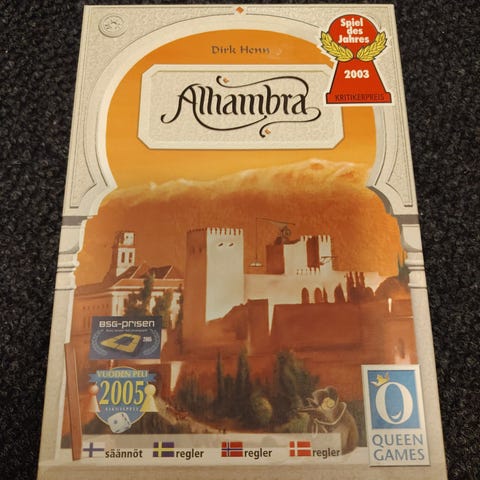 Dirk Henn
Alhambra
Spiel
des
Jahres
2003
KRITIKERPREIS
BSG-PRISEN
2005
VUODEN PELI
2005
säännöt
regler
regler
regler
Q
QUEEN
GAMES